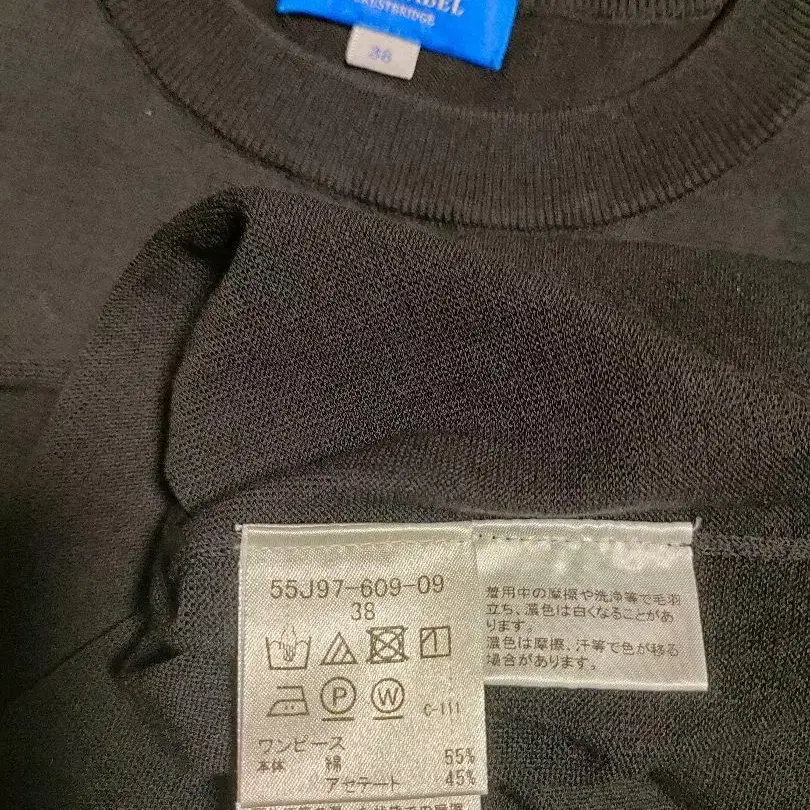 CRESTBRIDGE
38
55J97-609-09
38
P
W
C-111
ワンピース
本体 綿 55%
アセテート 45%
着用中の摩擦や洗浄等で毛羽
立ち、濃色は白くなることがあ
ります。
濃色は摩擦、汗等で色が移る
場合があります。